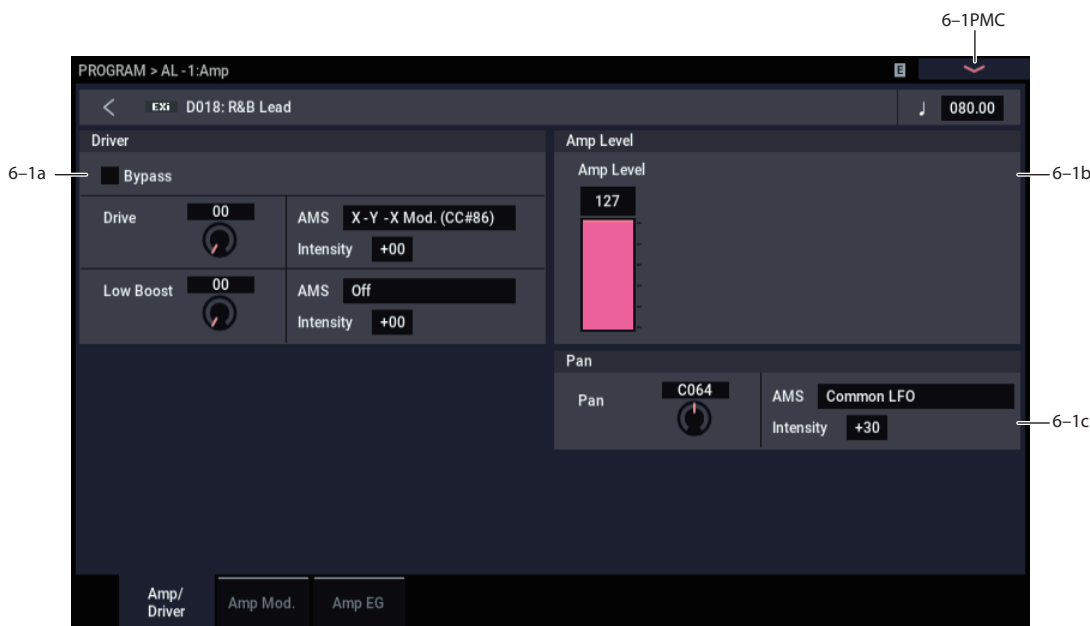 6–1PMC
PROGRAM > AL-1:Amp
E
EXi D018: R&B Lead
♩ 080.00
Driver
6–1a
Bypass
Drive 00
AMS X-Y -X Mod. (CC#86)
Intensity +00
Low Boost 00
AMS Off
Intensity +00
Amp Level
6–1b
Amp Level
127
Pan
Pan C064
AMS Common LFO
Intensity +30
6–1c
Amp/
Driver
Amp Mod.
Amp EG